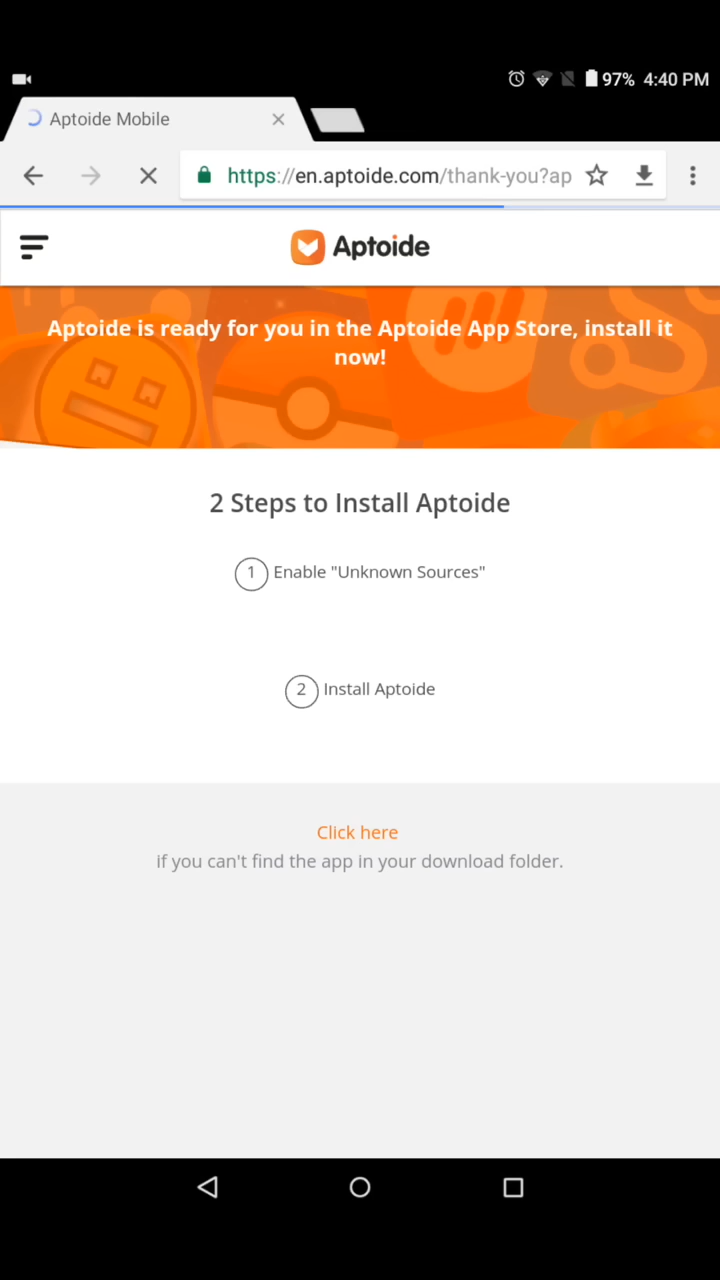 97% 4:40 PM
Aptoide Mobile
https://en.aptoide.com/thank-you?ap
Aptoide
Aptoide is ready for you in the Aptoide App Store, install it
now!
2 Steps to Install Aptoide
1 Enable "Unknown Sources"
2 Install Aptoide
Click here
if you can't find the app in your download folder.